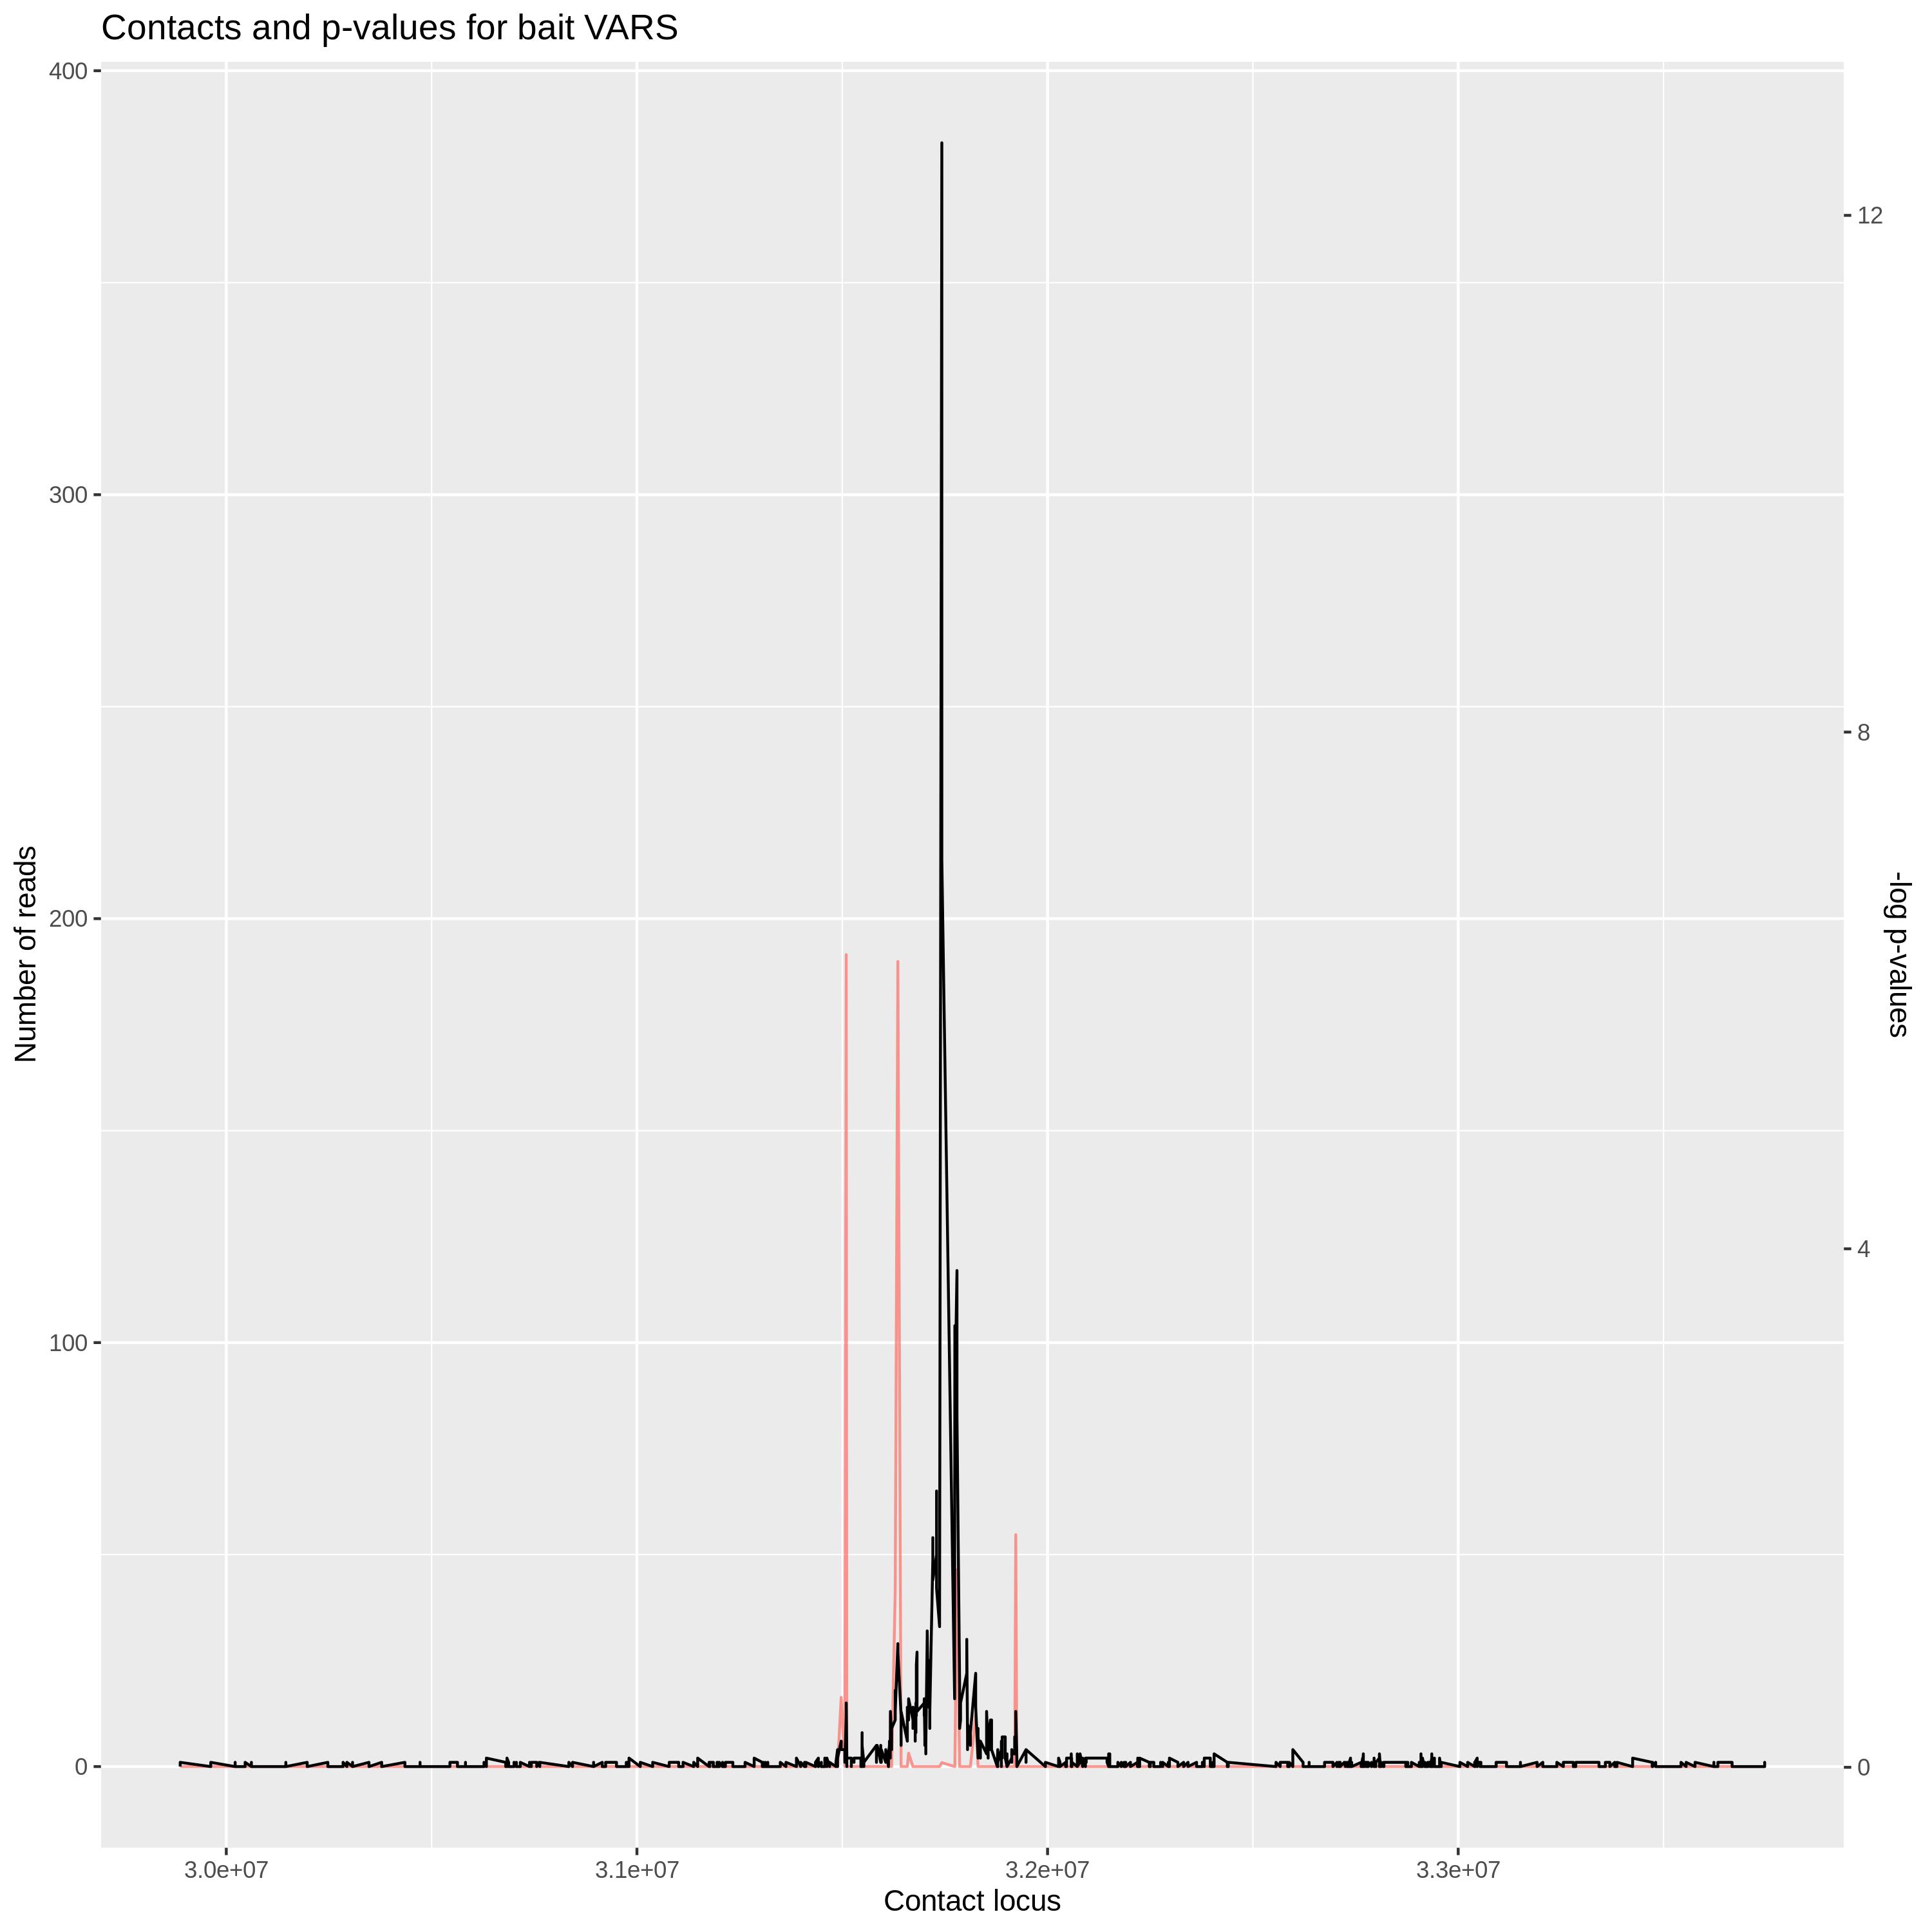 Contacts and p-values for bait VARS
400
300
200
100
0
Number of reads
12
8
4
0
-log p-values
3.0e+07
3.1e+07
3.2e+07
3.3e+07
Contact locus